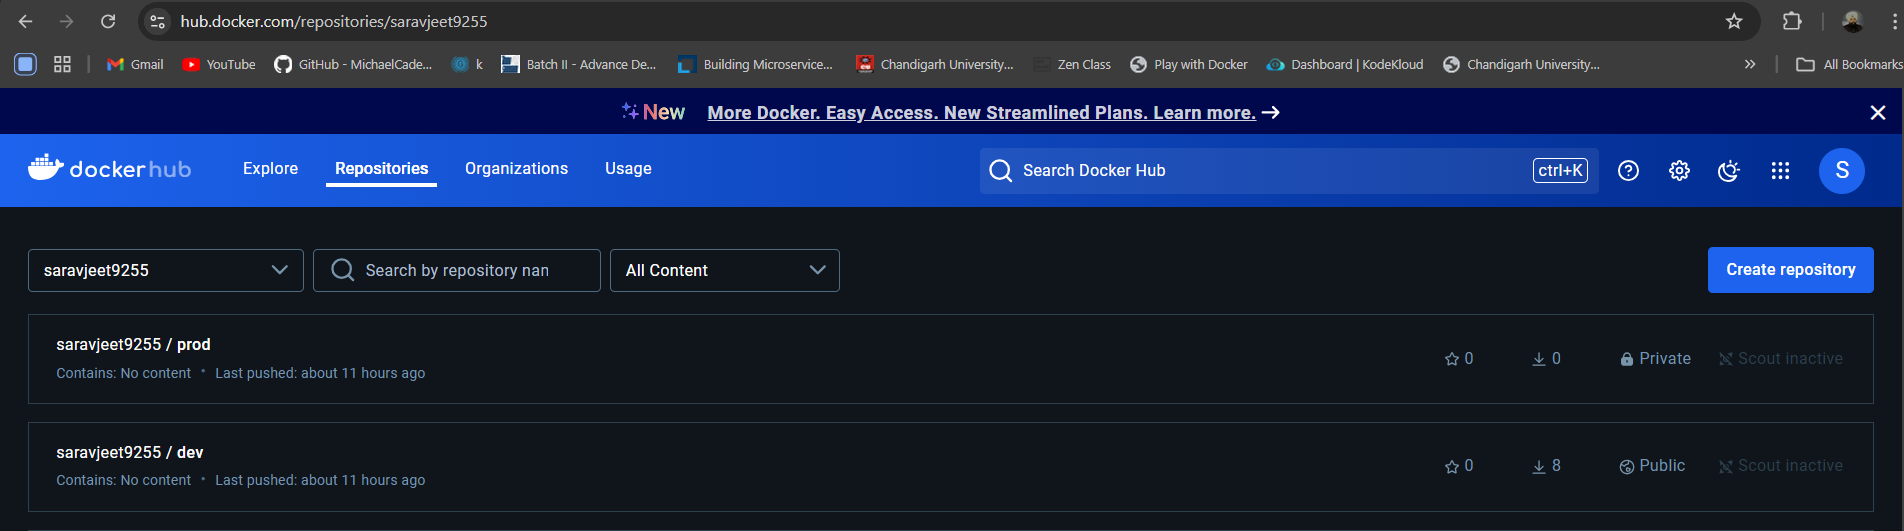 hub.docker.com/repositories/saravjeet9255
Gmail YouTube GitHub - MichaelCade... k Batch II - Advance De... Building Microservice... Chandigarh University... Zen Class Play with Docker Dashboard | KodeKloud Chandigarh University... » All Bookmarks
New More Docker. Easy Access. New Streamlined Plans. Learn more. →
dockerhub Explore Repositories Organizations Usage Search Docker Hub ctrl+K S
saravjeet9255 Search by repository nan All Content Create repository
saravjeet9255 / prod
Contains: No content • Last pushed: about 11 hours ago 0 0 Private Scout inactive
saravjeet9255 / dev
Contains: No content • Last pushed: about 11 hours ago 0 8 Public Scout inactive